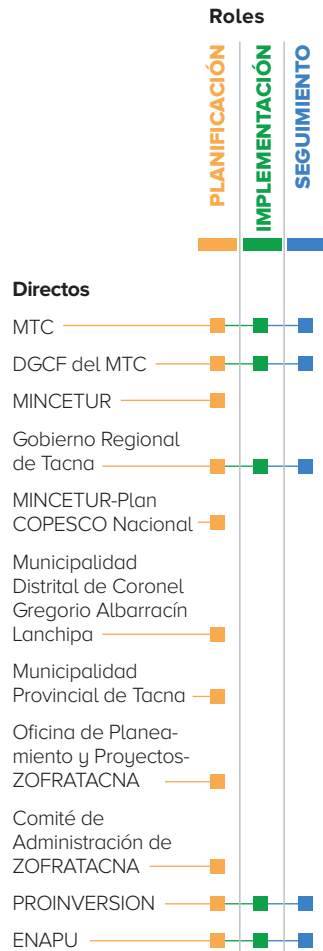 Roles
PLANIFICACIÓN
IMPLEMENTACIÓN
SEGUIMIENTO
Directos
MTC
DGCF del MTC
MINCETUR
Gobierno Regional
de Tacna
MINCETUR-Plan
COPESCO Nacional
Municipalidad
Distrital de Coronel
Gregorio Albarracín
Lanchipa
Municipalidad
Provincial de Tacna
Oficina de Planea-
miento y Proyectos-
ZOFRATACNA
Comité de
Administración de
ZOFRATACNA
PROINVERSION
ENAPU